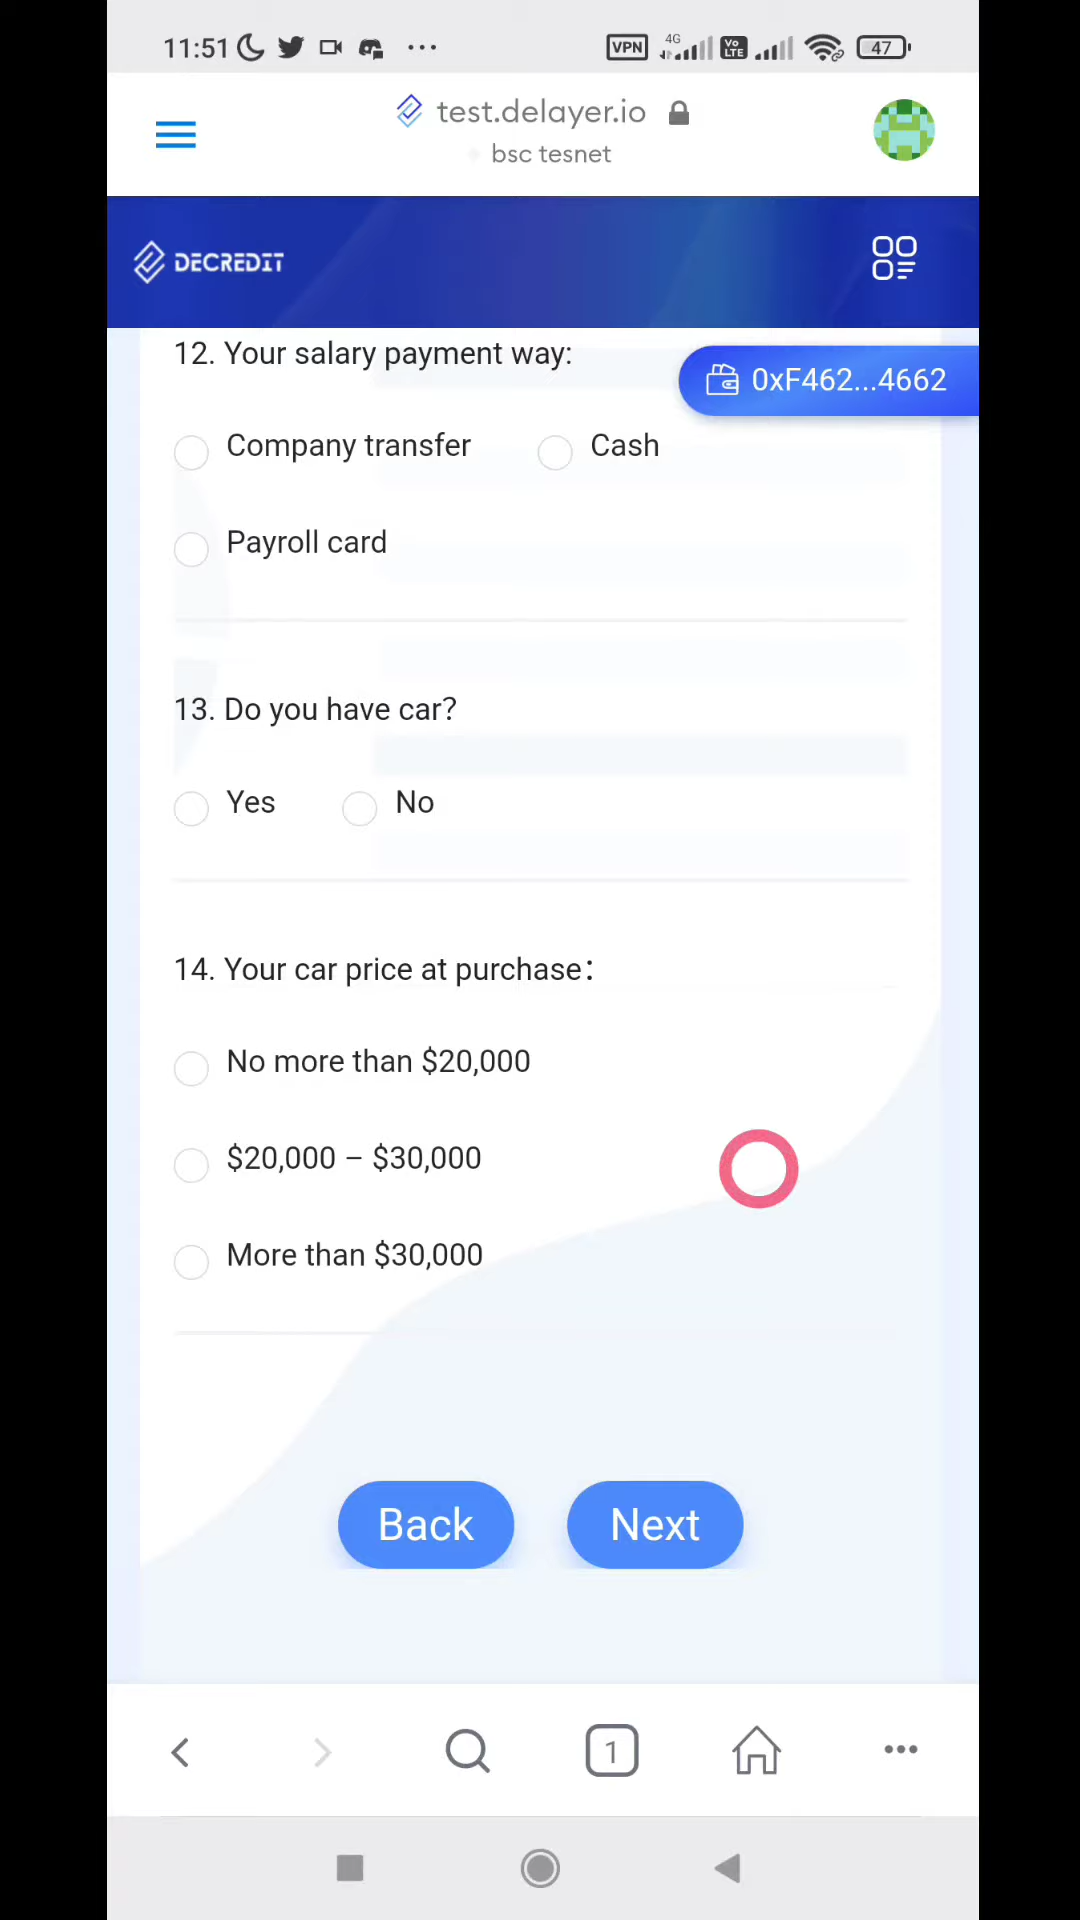 11:51
VPN 4G Vo LTE 47
test.delayer.io
bsc tesnet
DECREDIT
12. Your salary payment way:
0xF462...4662
Company transfer
Cash
Payroll card
13. Do you have car?
Yes
No
14. Your car price at purchase：
No more than $20,000
$20,000 – $30,000
More than $30,000
Back
Next
1